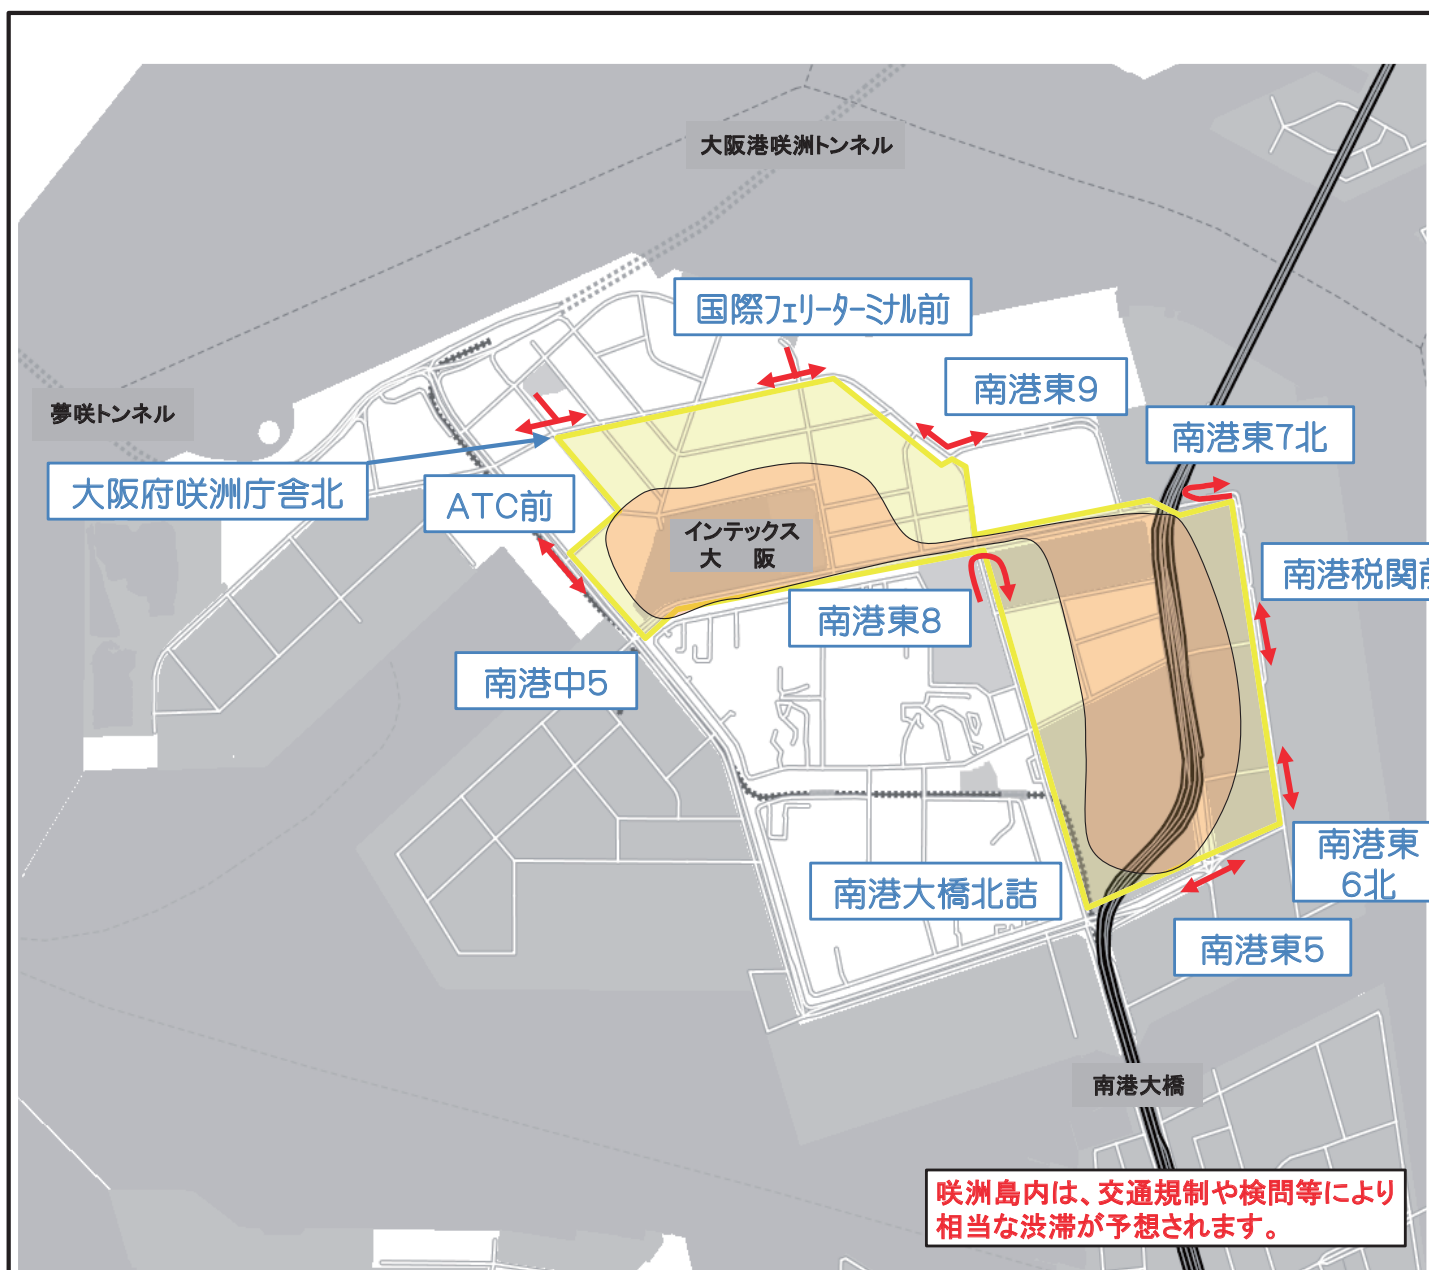 大阪港咲洲トンネル
国際フェリーターミナル前
南港東9
夢咲トンネル
南港東7北
大阪府咲洲庁舎北
ATC前
インテックス
大 阪
南港税関前
南港東8
南港中5
南港東
6北
南港大橋北詰
南港東5
南港大橋
咲洲島内は、交通規制や検問等により
相当な渋滞が予想されます。